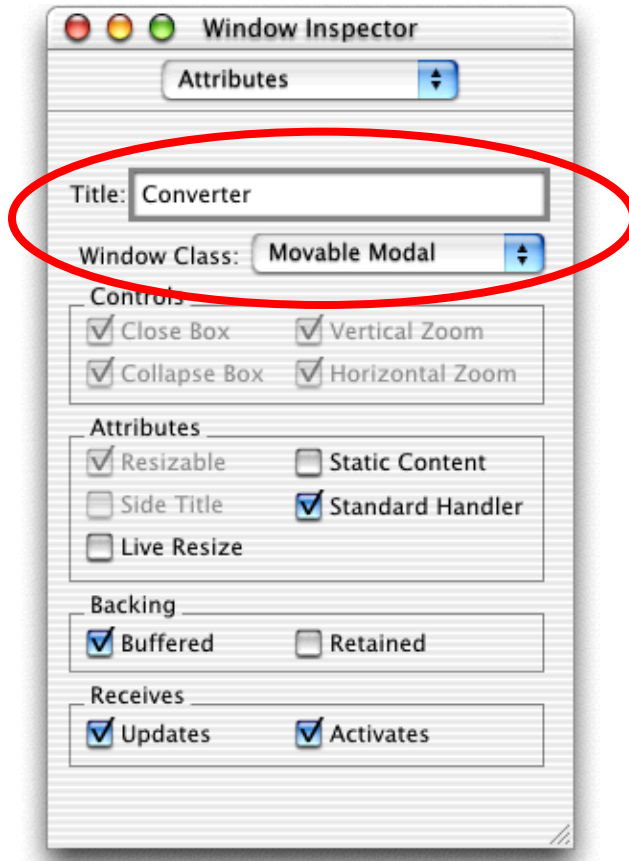 Window Inspector
Attributes
Title: Converter
Window Class: Movable Modal
Controls
Close Box Vertical Zoom
Collapse Box Horizontal Zoom
Attributes
Resizable Static Content
Side Title Standard Handler
Live Resize
Backing
Buffered Retained
Receives
Updates Activates